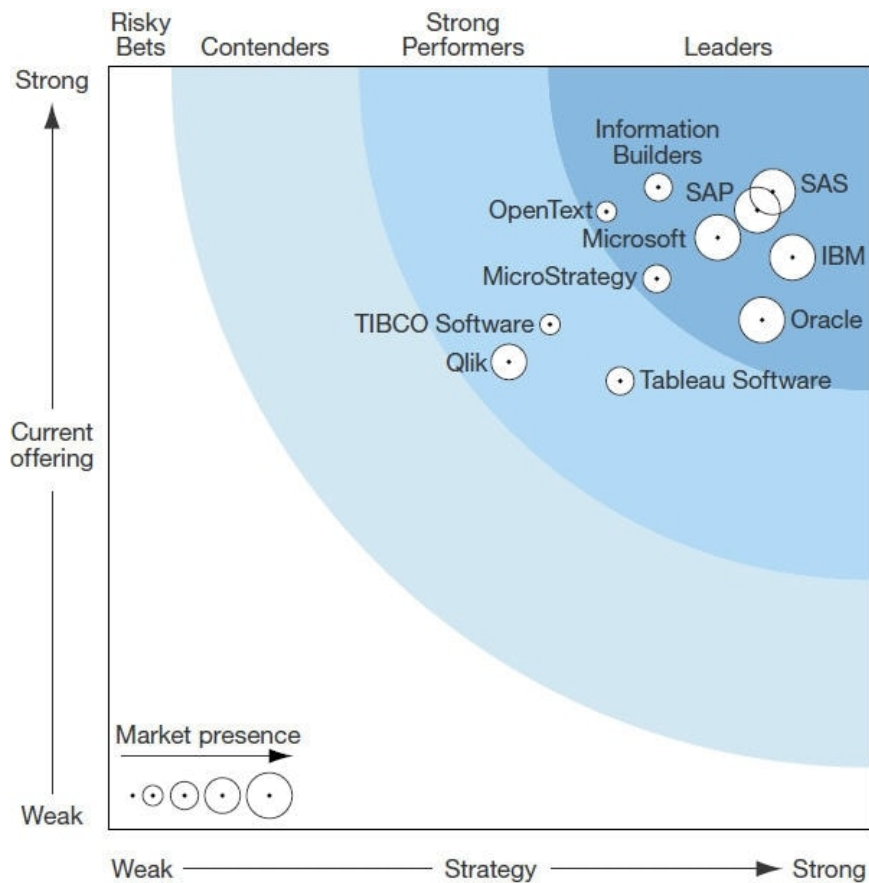 Risky
Bets
Contenders
Strong
Performers
Leaders
Strong
Information
Builders
SAP
SAS
OpenText
Microsoft
IBM
MicroStrategy
TIBCO Software
Oracle
Qlik
Tableau Software
Current
offering
Market presence
Weak
Weak
Strategy
Strong